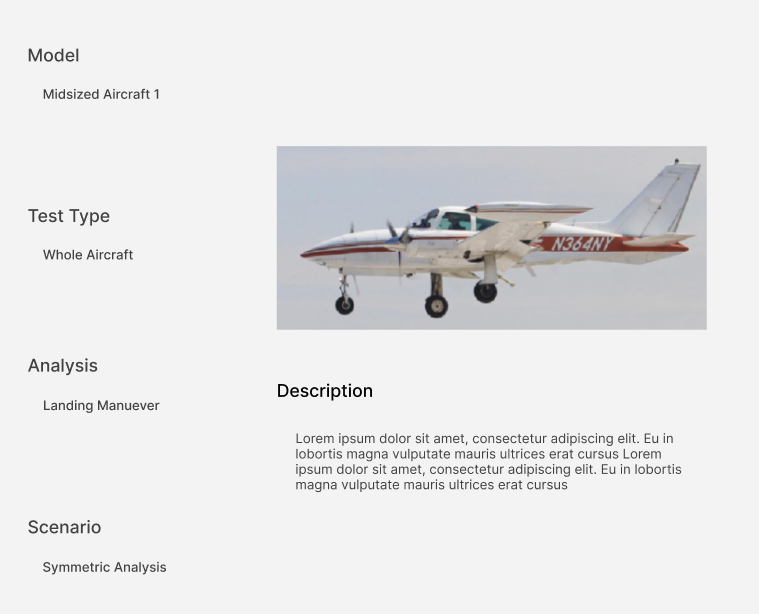 Model
Midsized Aircraft 1
Test Type
Whole Aircraft
N364NY
Analysis
Landing Manuever
Description
Lorem ipsum dolor sit amet, consectetur adipiscing elit. Eu in
lobortis magna vulputate mauris ultrices erat cursus Lorem
ipsum dolor sit amet, consectetur adipiscing elit. Eu in lobortis
magna vulputate mauris ultrices erat cursus
Scenario
Symmetric Analysis